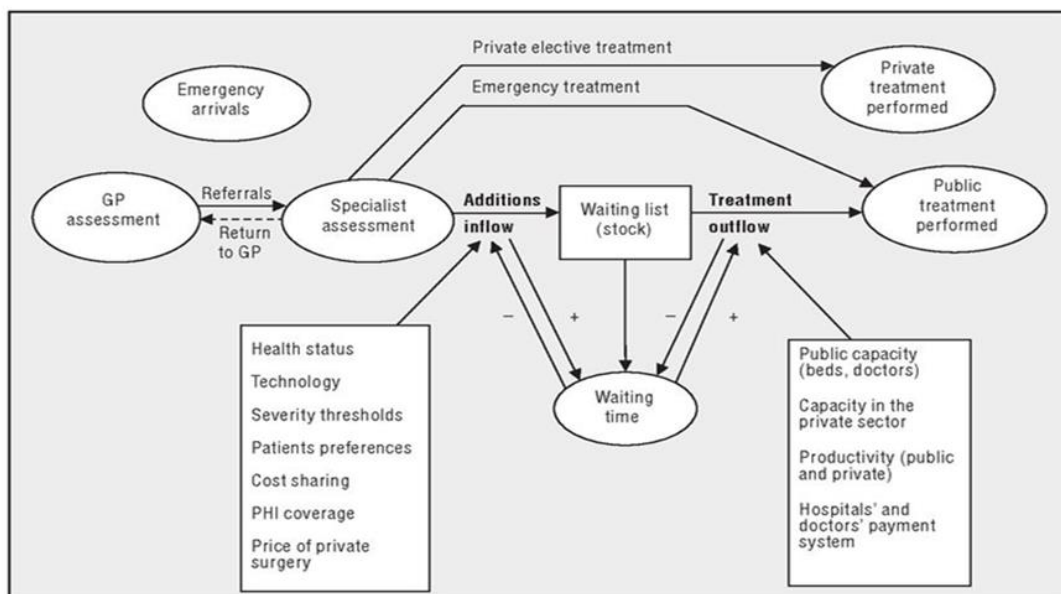 Private elective treatment
Private
treatment
performed
Emergency
arrivals
Emergency treatment
GP
assessment
Referrals
Return
to GP
Specialist
assessment
Additions
inflow
Waiting list
(stock)
Treatment
outflow
Public
treatment
performed
– + – +
Waiting
time
Health status
Technology
Severity thresholds
Patients preferences
Cost sharing
PHI coverage
Price of private
surgery
Public capacity
(beds, doctors)
Capacity in the
private sector
Productivity (public
and private)
Hospitals' and
doctors' payment
system